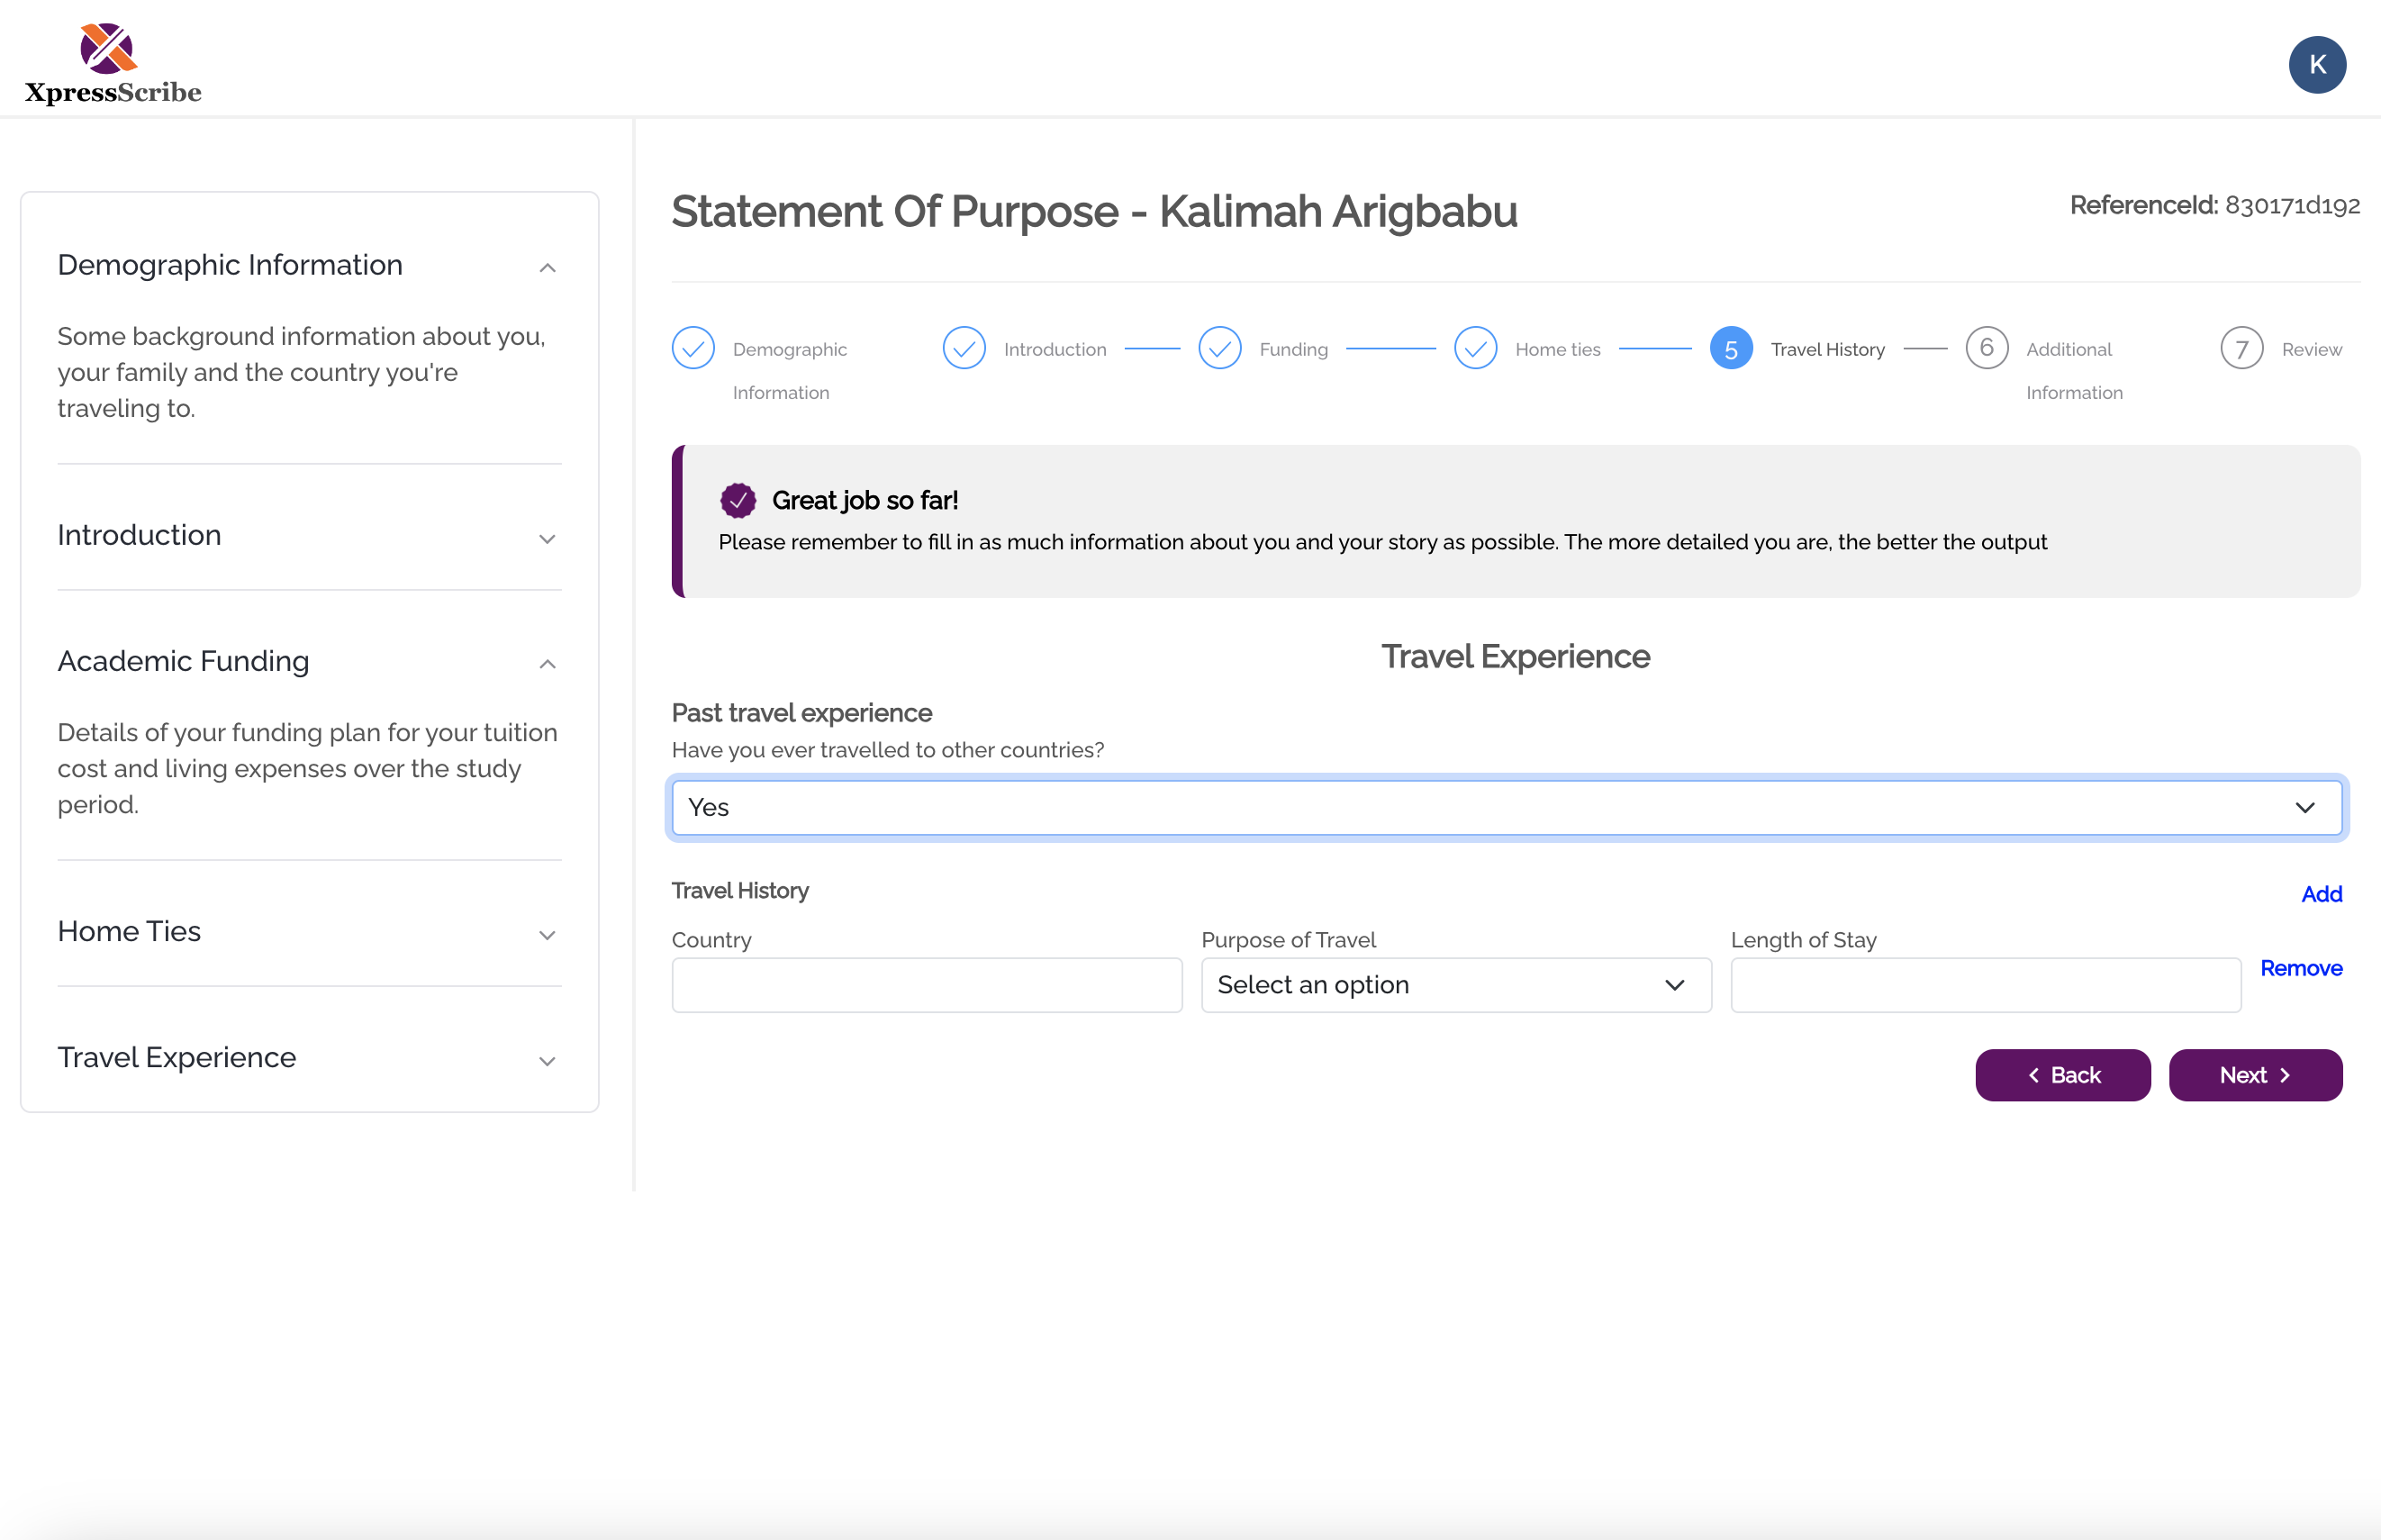 XpressScribe
K
Demographic Information
Some background information about you,
your family and the country you're
traveling to.
Introduction
Academic Funding
Details of your funding plan for your tuition
cost and living expenses over the study
period.
Home Ties
Travel Experience
Statement Of Purpose - Kalimah Arigbabu
ReferenceId: 830171d192
Demographic
Information
Introduction
Funding
Home ties
5 Travel History
6 Additional
Information
7 Review
Great job so far!
Please remember to fill in as much information about you and your story as possible. The more detailed you are, the better the output
Travel Experience
Past travel experience
Have you ever travelled to other countries?
Yes
Travel History
Add
Country
Purpose of Travel
Length of Stay
Select an option
Remove
Back
Next